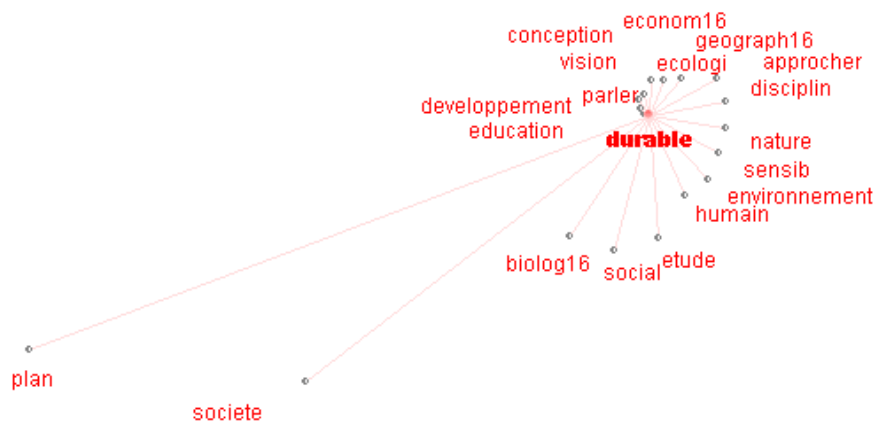 econom16
conception
geograph16
vision
ecologi
approcher
disciplin
parler
developpement
education
durable
nature
sensib
environnement
humain
biolog16
social
etude
plan
societe